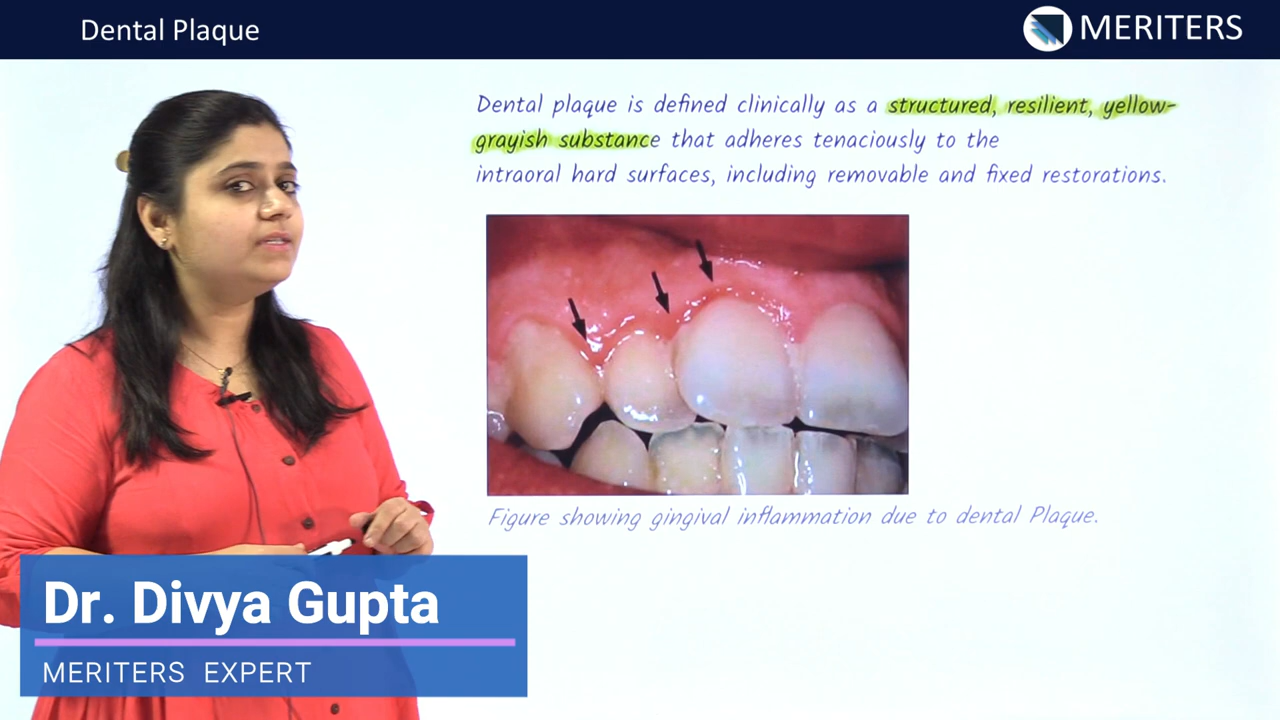 Dental Plaque
MERITERS
Dental plaque is defined clinically as a structured, resilient, yellow-
grayish substance that adheres tenaciously to the
intraoral hard surfaces, including removable and fixed restorations.
Figure showing gingival inflammation due to dental Plaque.
Dr. Divya Gupta
MERITERS EXPERT